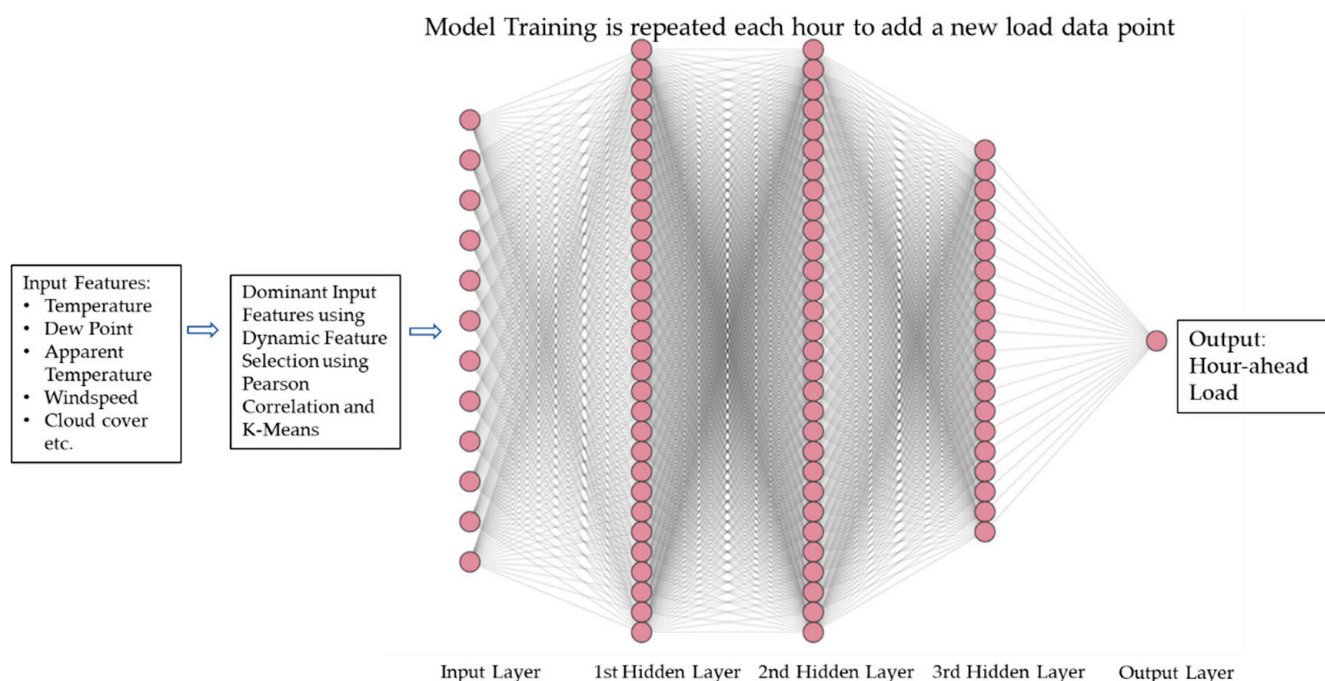 Model Training is repeated each hour to add a new load data point
Input Features:
• Temperature
• Dew Point
• Apparent
Temperature
• Windspeed
• Cloud cover
etc.
Dominant Input
Features using
Dynamic Feature
Selection using
Pearson
Correlation and
K-Means
Output:
Hour-ahead
Load
Input Layer
1st Hidden Layer
2nd Hidden Layer
3rd Hidden Layer
Output Layer